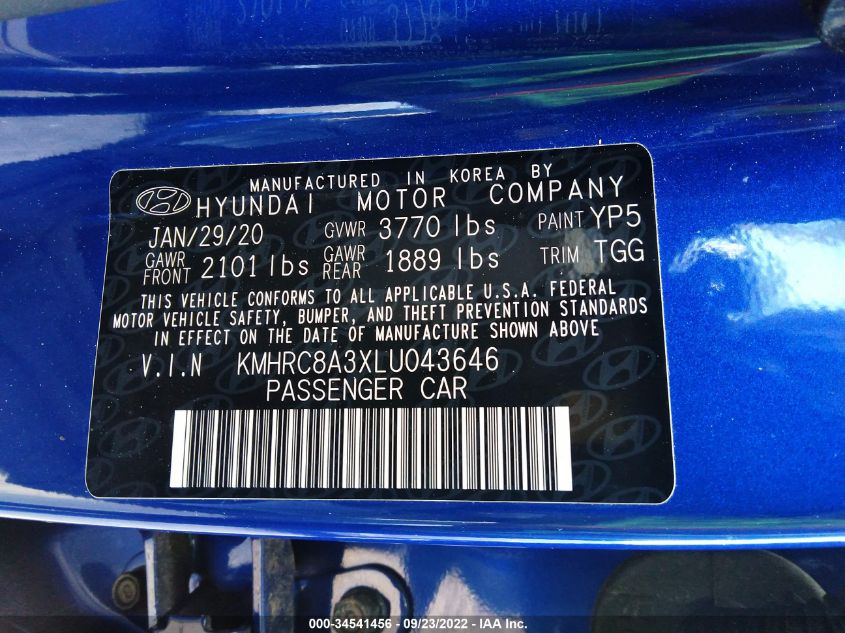 MANUFACTURED IN KOREA BY
HYUNDAI MOTOR COMPANY
JAN/29/20 GVWR 3770 lbs PAINT YP5
GAWR FRONT 2101 lbs GAWR REAR 1889 lbs TRIM TGG
THIS VEHICLE CONFORMS TO ALL APPLICABLE U.S.A. FEDERAL
MOTOR VEHICLE SAFETY, BUMPER, AND THEFT PREVENTION STANDARDS
IN EFFECT ON THE DATE OF MANUFACTURE SHOWN ABOVE
V.I.N KMHRC8A3XLU043646
PASSENGER CAR
000-34541456 - 09/23/2022 - IAA Inc.